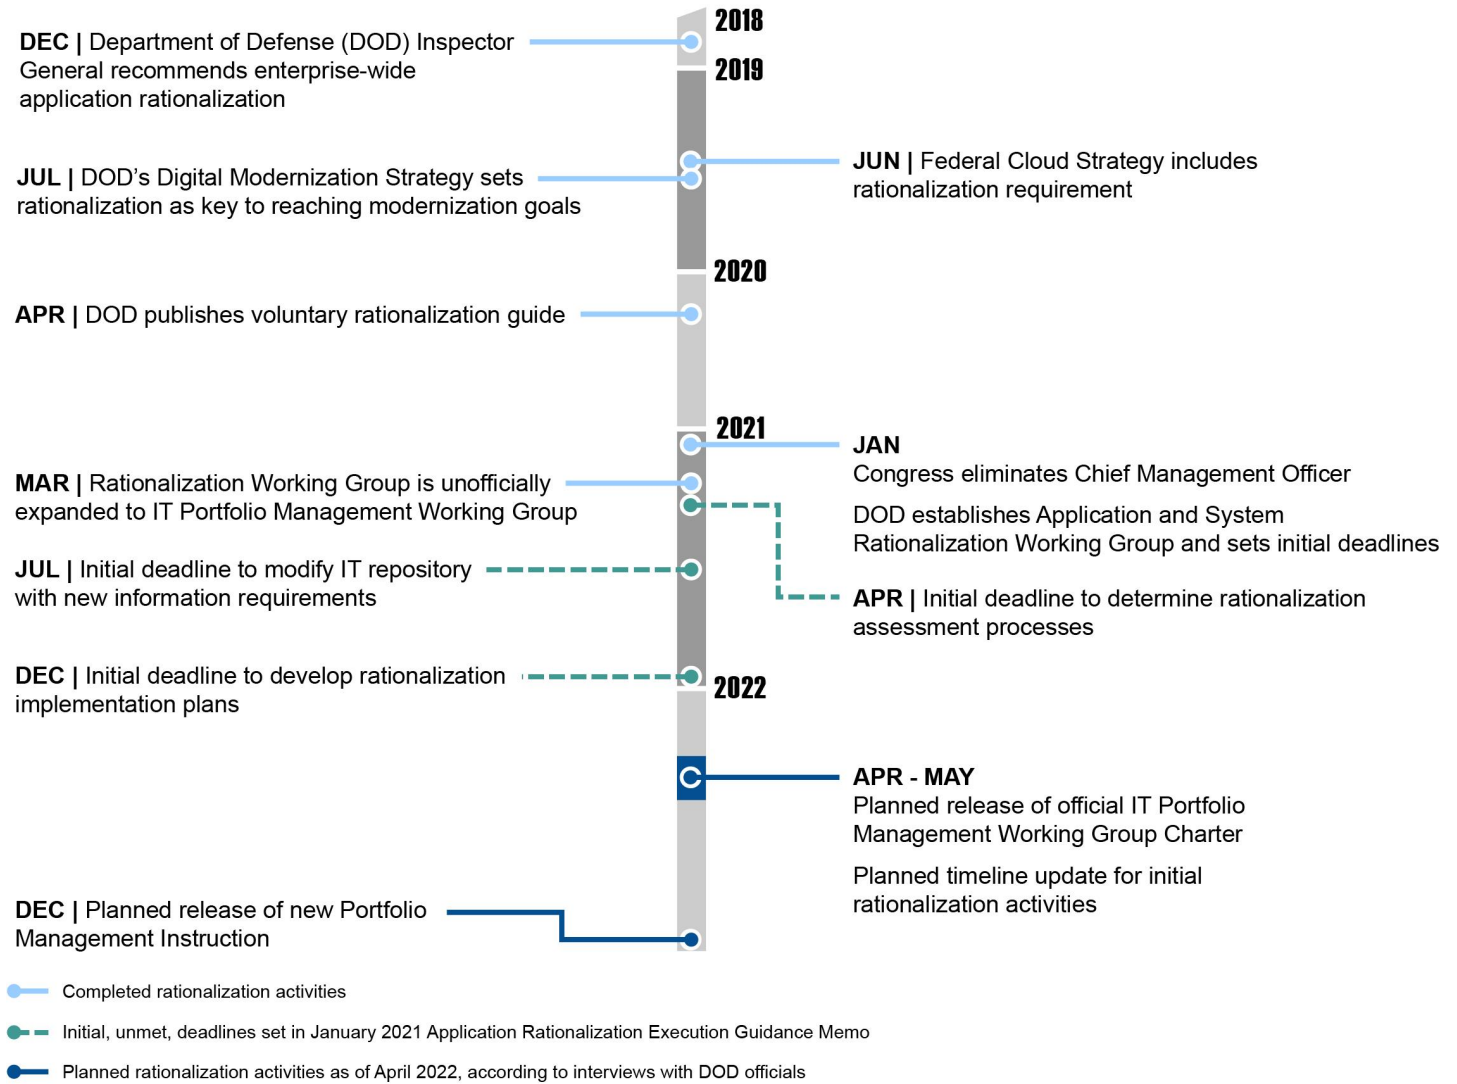 2018
DEC | Department of Defense (DOD) Inspector
General recommends enterprise-wide
application rationalization
2019
JUN | Federal Cloud Strategy includes
rationalization requirement
JUL | DOD’s Digital Modernization Strategy sets
rationalization as key to reaching modernization goals
2020
APR | DOD publishes voluntary rationalization guide
2021
JAN
Congress eliminates Chief Management Officer
DOD establishes Application and System
Rationalization Working Group and sets initial deadlines
MAR | Rationalization Working Group is unofficially
expanded to IT Portfolio Management Working Group
APR | Initial deadline to determine rationalization
assessment processes
JUL | Initial deadline to modify IT repository
with new information requirements
DEC | Initial deadline to develop rationalization
implementation plans
2022
APR - MAY
Planned release of official IT Portfolio
Management Working Group Charter
Planned timeline update for initial
rationalization activities
DEC | Planned release of new Portfolio
Management Instruction
Completed rationalization activities
Initial, unmet, deadlines set in January 2021 Application Rationalization Execution Guidance Memo
Planned rationalization activities as of April 2022, according to interviews with DOD officials